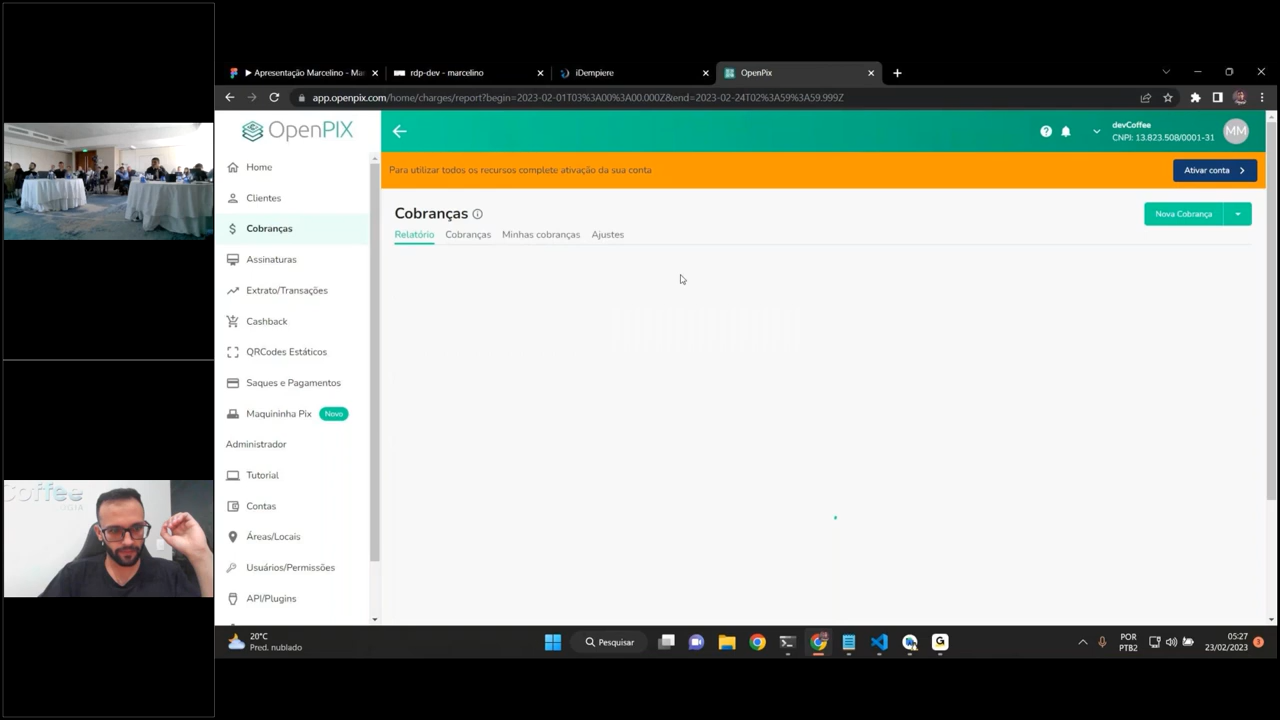 Apresentação Marcelino - Ma
rdp-dev - marcelino
iDempiere
OpenPix
app.openpix.com/home/charges/report?begin=2023-02-01T03%3A00%3A00.000Z&end=2023-02-24T02%3A59%3A59.999Z
OpenPIX
devCoffee
CNPI: 13.823.508/0001-31
MM
Home
Para utilizar todos os recursos complete ativação da sua conta
Ativar conta
Clientes
Cobranças
Cobranças
Nova Cobrança
Relatório
Cobranças
Minhas cobranças
Ajustes
Assinaturas
Extrato/Transações
Cashback
QRCodes Estáticos
Saques e Pagamentos
Maquininha Pix
Novo
Administrador
Tutorial
Contas
Áreas/Locais
Usuários/Permissões
API/Plugins
Coffee
20°C
Pred. nublado
Pesquisar
POR
PTB2
05:27
23/02/2023
3